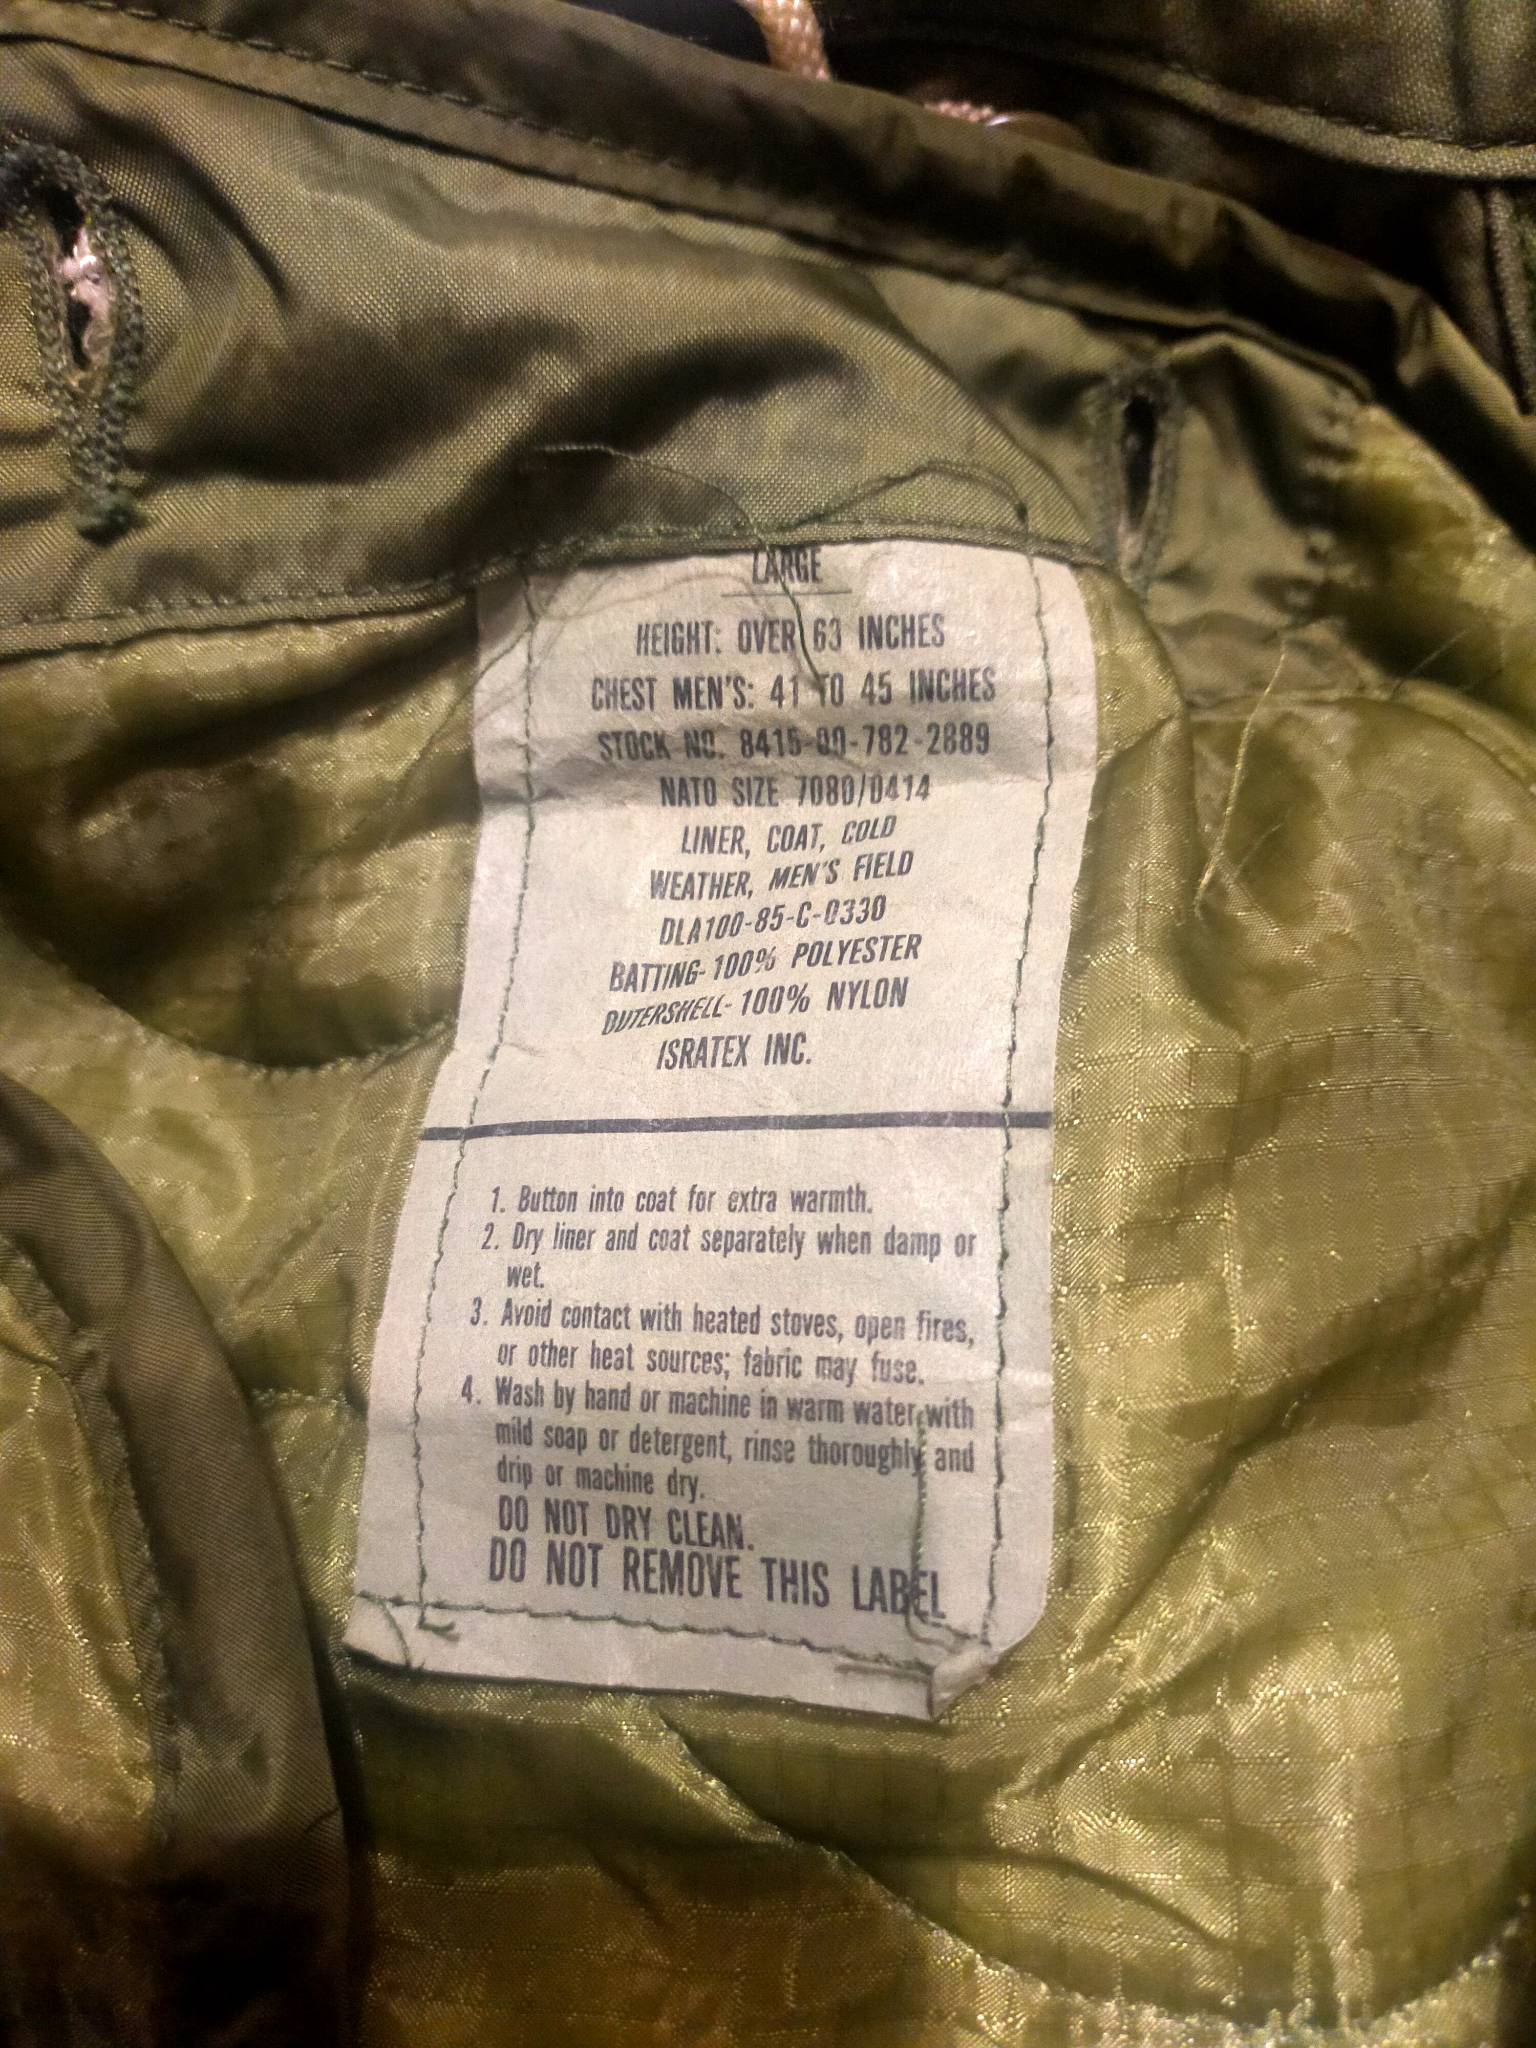 LARGE
HEIGHT: OVER 63 INCHES
CHEST MEN'S: 41 TO 45 INCHES
STOCK NO. 8415-00-782-2889
NATO SIZE 7080/0414
LINER, COAT, COLD
WEATHER, MEN'S FIELD
DLA100-85-C-0330
BATTING-100% POLYESTER
OUTERSHELL-100% NYLON
ISRATEX INC.
1. Button into coat for extra warmth.
2. Dry liner and coat separately when damp or
wet.
3. Avoid contact with heated stoves, open fires,
or other heat sources; fabric may fuse.
4. Wash by hand or machine in warm water with
mild soap or detergent, rinse thoroughly and
drip or machine dry.
DO NOT DRY CLEAN.
DO NOT REMOVE THIS LABEL